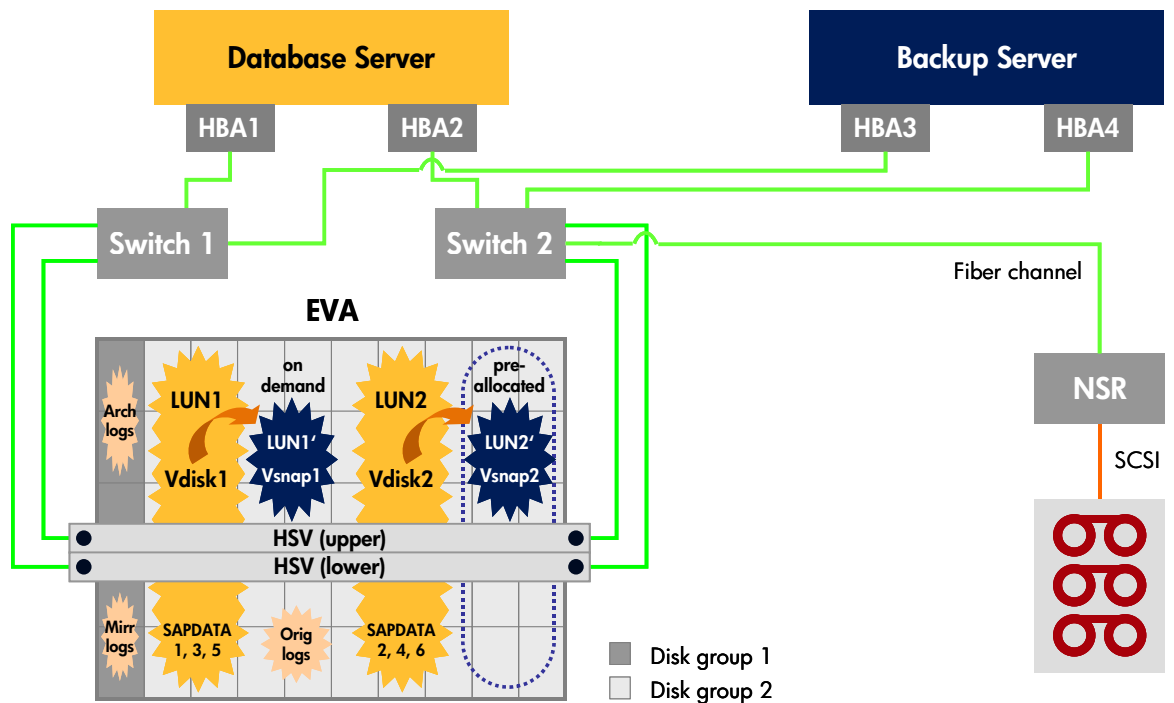 Database Server
Backup Server
HBA1
HBA2
HBA3
HBA4
Switch 1
Switch 2
Fiber channel
EVA
on
demand
pre-
allocated
Arch
logs
LUN1
LUN1‘
Vsnap1
Vdisk1
LUN2
LUN2‘
Vsnap2
Vdisk2
NSR
SCSI
HSV (upper)
HSV (lower)
Mirr
logs
SAPDATA
1, 3, 5
Orig
logs
SAPDATA
2, 4, 6
Disk group 1
Disk group 2